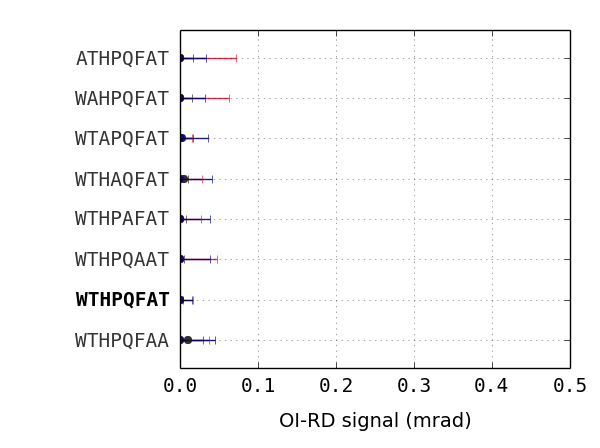 ATHPQFAT
WAHPQFAT
WTAPQFAT
WTHAQFAT
WTHPAFAT
WTHPQAAT
WTHPQFAT
WTHPQFAA
0.0 0.1 0.2 0.3 0.4 0.5
OI-RD signal (mrad)